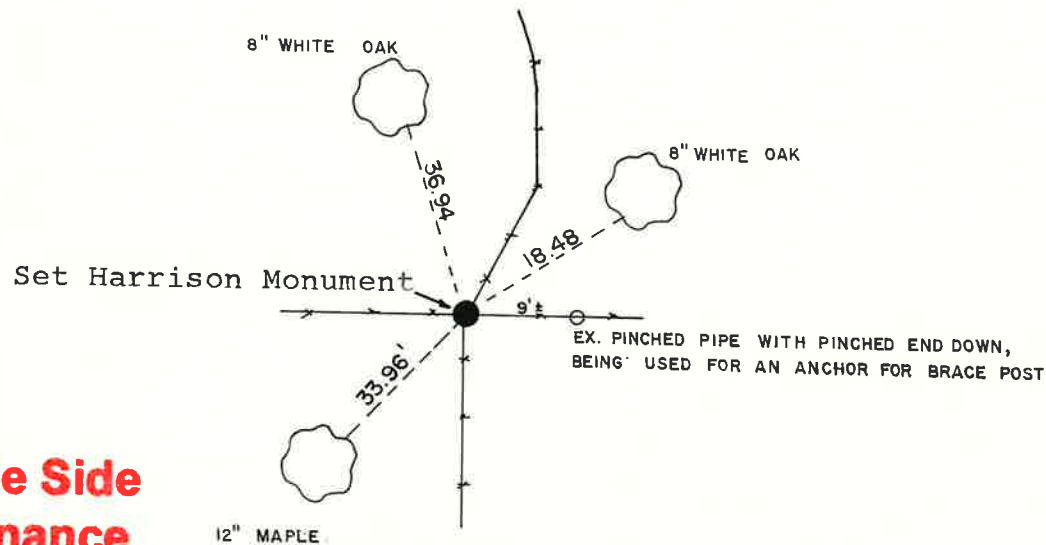 8" WHITE OAK
8" WHITE OAK
36.94
18.48
Set Harrison Monument
9'±
EX. PINCHED PIPE WITH PINCHED END DOWN,
BEING USED FOR AN ANCHOR FOR BRACE POST
33.96'
e Side
nance
12" MAPLE